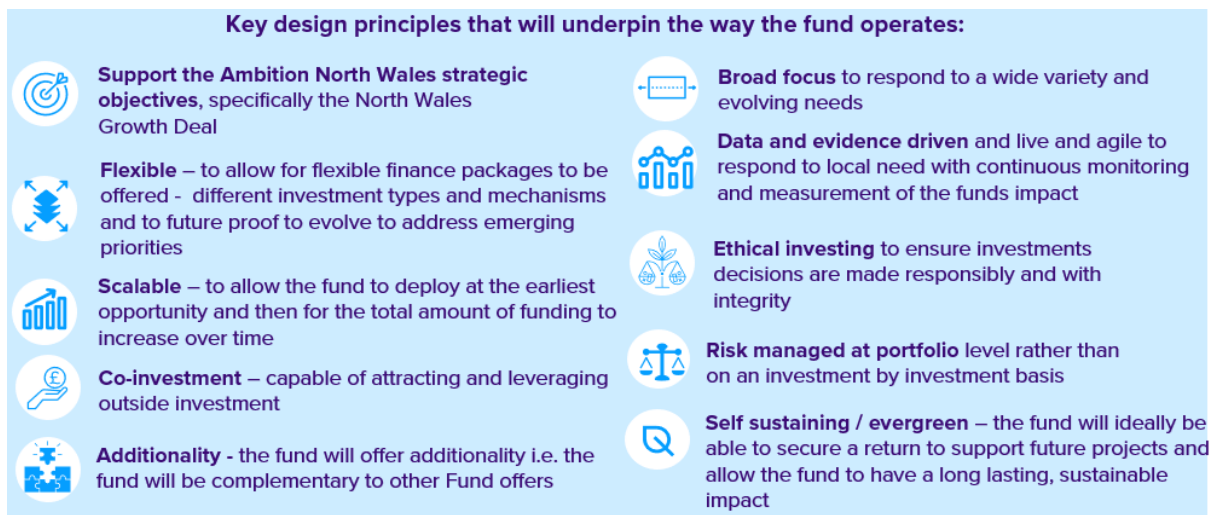 Key design principles that will underpin the way the fund operates:
Support the Ambition North Wales strategic
objectives, specifically the North Wales
Growth Deal
Flexible – to allow for flexible finance packages to be
offered - different investment types and mechanisms
and to future proof to evolve to address emerging
priorities
Scalable – to allow the fund to deploy at the earliest
opportunity and then for the total amount of funding to
increase over time
£
Co-investment – capable of attracting and leveraging
outside investment
Additionality - the fund will offer additionality i.e. the
fund will be complementary to other Fund offers
Broad focus to respond to a wide variety and
evolving needs
Data and evidence driven and live and agile to
respond to local need with continuous monitoring
and measurement of the funds impact
Ethical investing to ensure investments
decisions are made responsibly and with
integrity
Risk managed at portfolio level rather than
on an investment by investment basis
Self sustaining / evergreen – the fund will ideally be
able to secure a return to support future projects and
allow the fund to have a long lasting, sustainable
impact